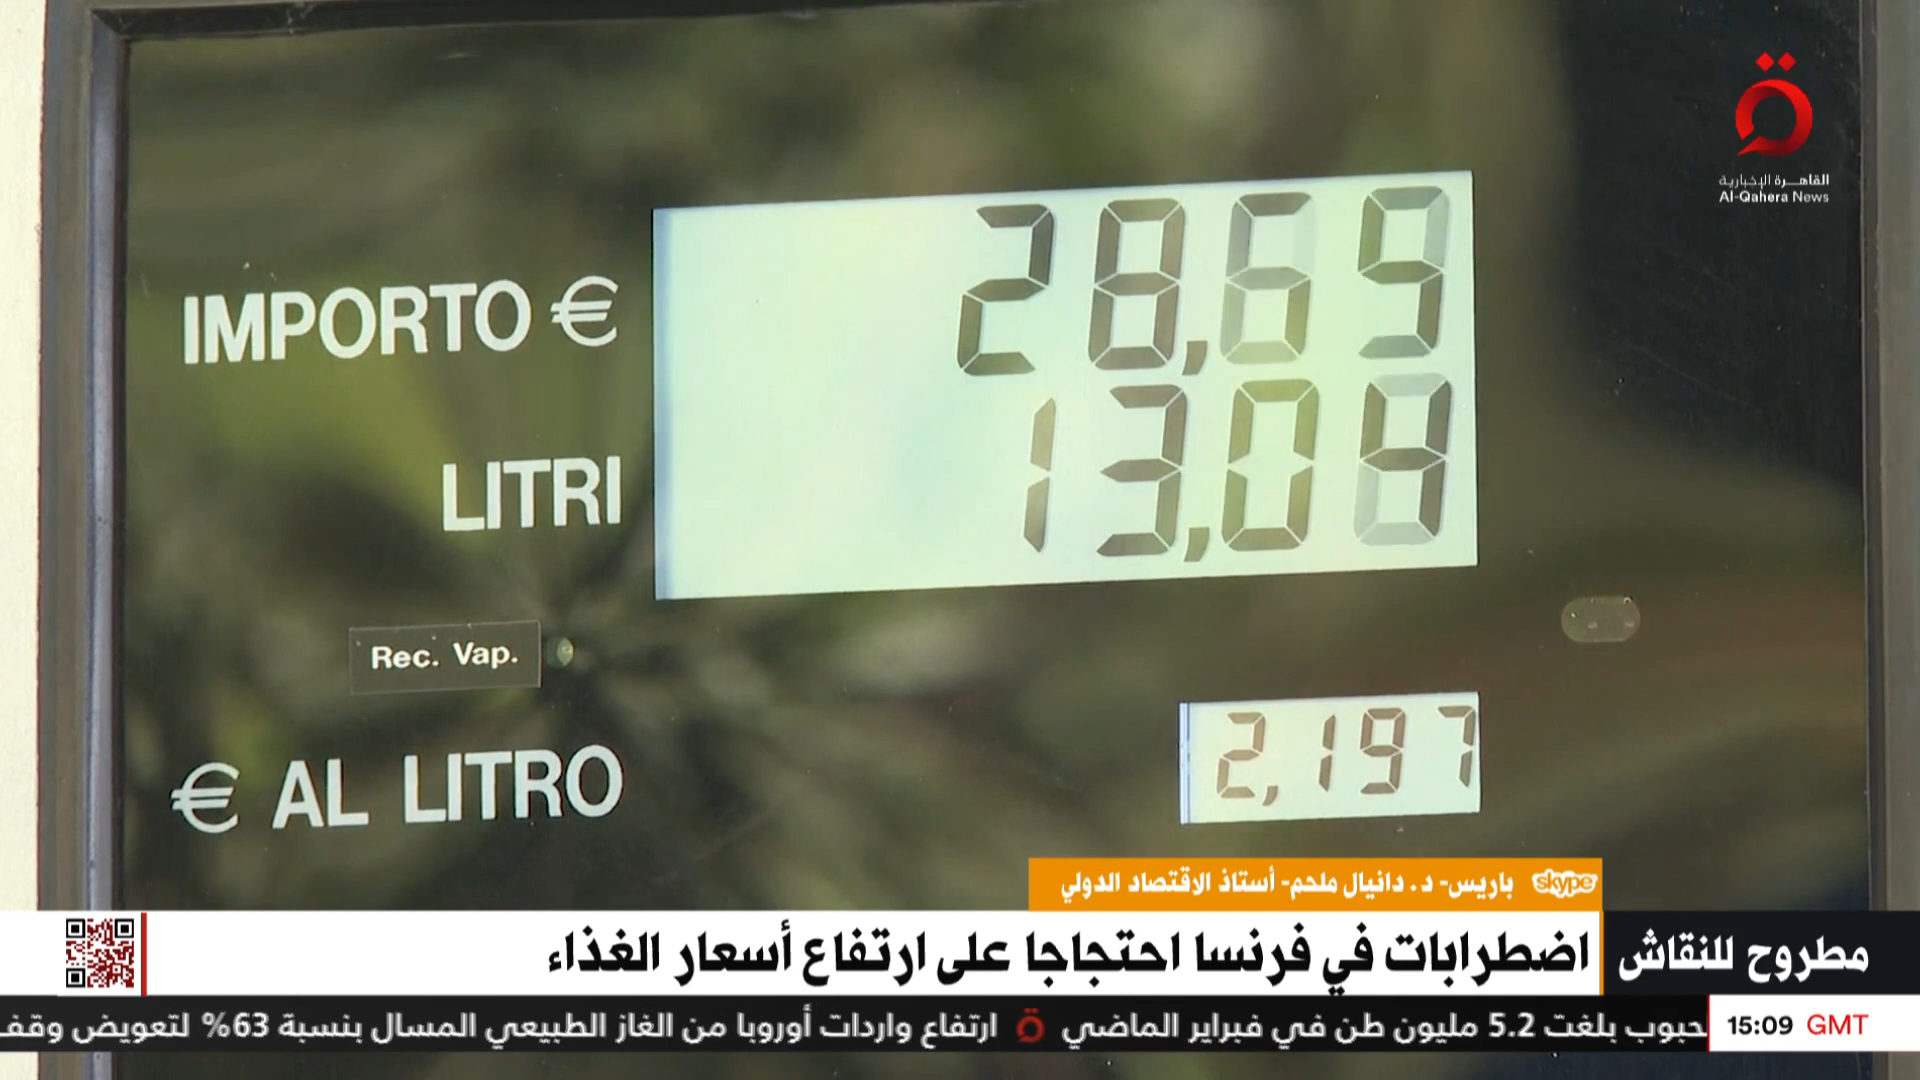 القاهرة الإخبارية
Al-Qahera News
IMPORTO € 28,69
LITRI
Rec. Vap.
€ AL LITRO 2,197
skype باريس- د. دانيال ملحم- أستاذ الاقتصاد الدولي
مطروح للنقاش
اضطرابات في فرنسا احتجاجا على ارتفاع أسعار الغذاء
15:09 GMT
حبوب بلغت 5.2 مليون طن في فبراير الماضي
ارتفاع واردات أوروبا من الغاز الطبيعي المسال بنسبة 63% لتعويض وقف